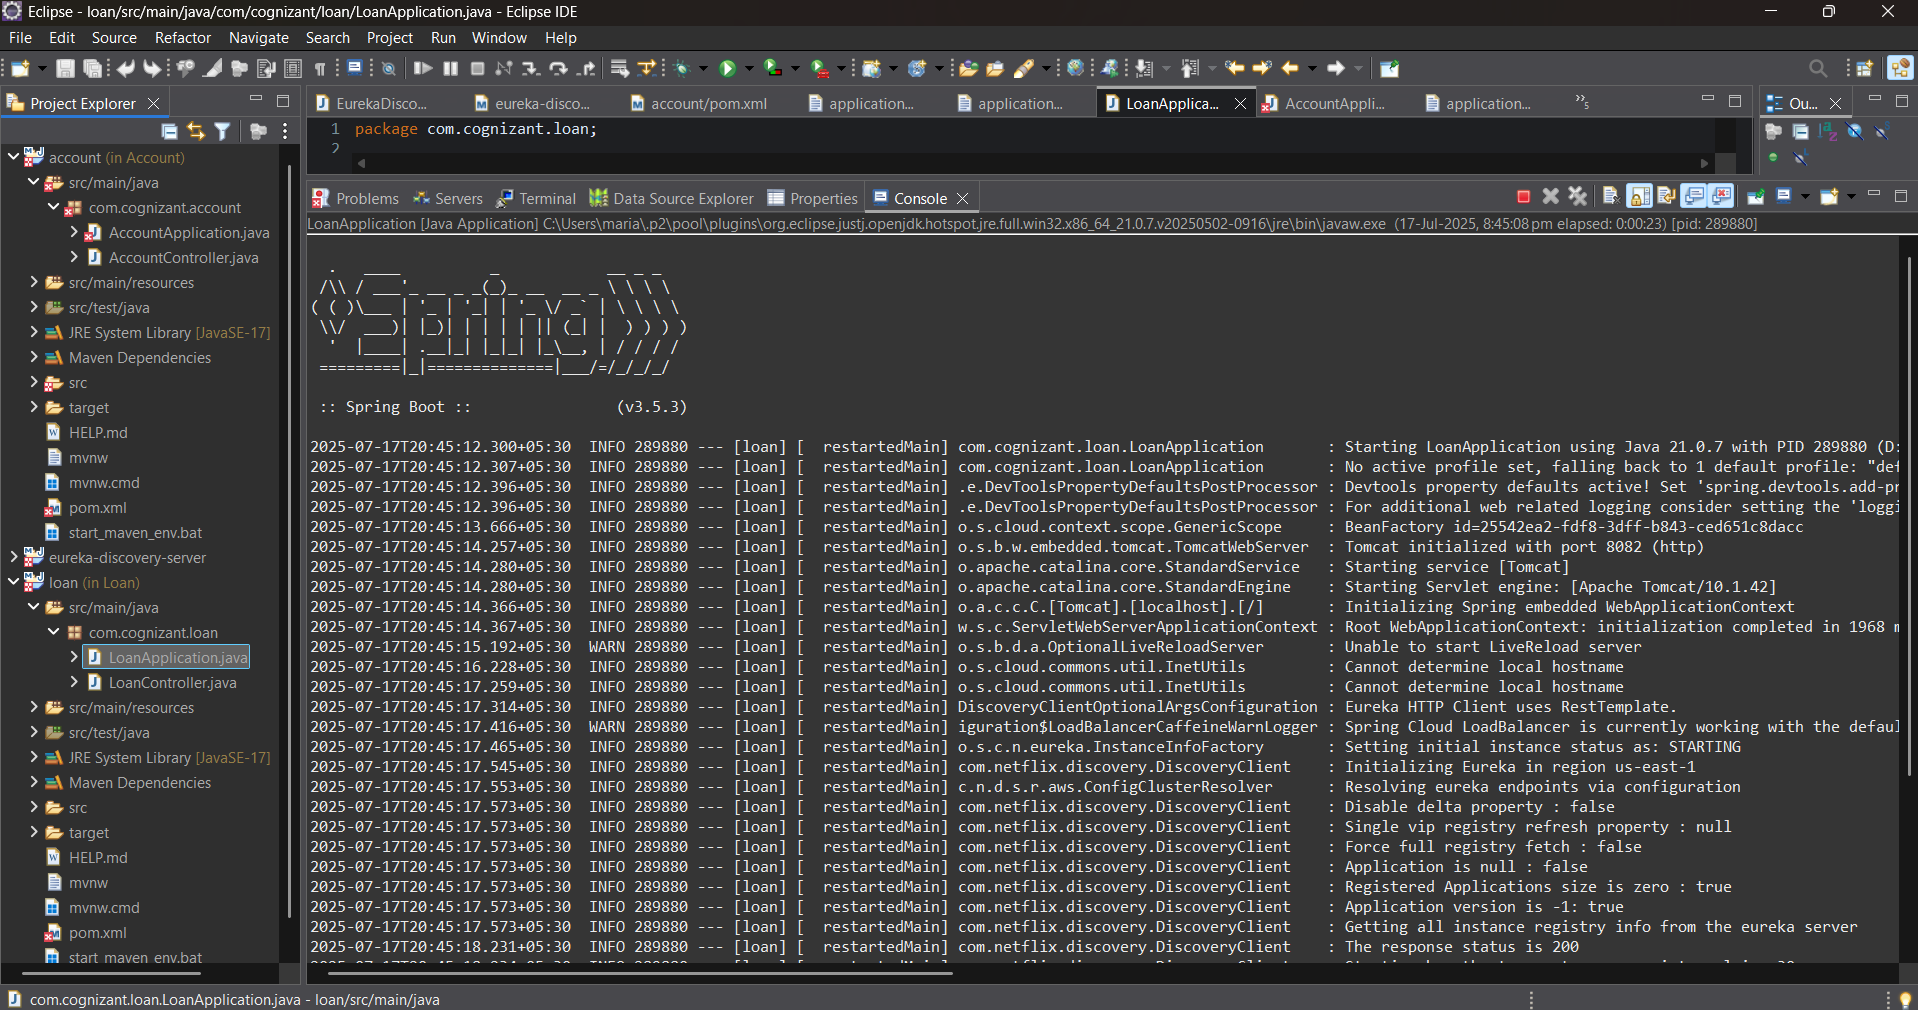 Eclipse - loan/src/main/java/com/cognizant/loan/LoanApplication.java - Eclipse IDE
File Edit Source Refactor Navigate Search Project Run Window Help
Project Explorer
EurekaDisco...
eureka-disco...
account/pom.xml
application...
application...
LoanApplica...
AccountAppli...
application...
5
Ou...
1 package com.cognizant.loan;
2
account (in Account)
src/main/java
com.cognizant.account
AccountApplication.java
AccountController.java
src/main/resources
src/test/java
JRE System Library [JavaSE-17]
Maven Dependencies
src
target
HELP.md
mvnw
mvnw.cmd
pom.xml
start_maven_env.bat
eureka-discovery-server
loan (in Loan)
src/main/java
com.cognizant.loan
LoanApplication.java
LoanController.java
src/main/resources
src/test/java
JRE System Library [JavaSE-17]
Maven Dependencies
src
target
HELP.md
mvnw
mvnw.cmd
pom.xml
start_maven_env.bat
Problems Servers Terminal Data Source Explorer Properties Console
LoanApplication [Java Application] C:\Users\maria\.p2\pool\plugins\org.eclipse.justj.openjdk.hotspot.jre.full.win32.x86_64_21.0.7.v20250502-0916\jre\bin\javaw.exe (17-Jul-2025, 8:45:08 pm elapsed: 0:00:23) [pid: 289880]
Spring
:: Spring Boot :: (v3.5.3)
2025-07-17T20:45:12.300+05:30 INFO 289880 --- [loan] [ restartedMain] com.cognizant.loan.LoanApplication : Starting LoanApplication using Java 21.0.7 with PID 289880 (D:
2025-07-17T20:45:12.307+05:30 INFO 289880 --- [loan] [ restartedMain] com.cognizant.loan.LoanApplication : No active profile set, falling back to 1 default profile: "def
2025-07-17T20:45:12.396+05:30 INFO 289880 --- [loan] [ restartedMain] .e.DevToolsPropertyDefaultsPostProcessor : Devtools property defaults active! Set 'spring.devtools.add-pr
2025-07-17T20:45:12.396+05:30 INFO 289880 --- [loan] [ restartedMain] .e.DevToolsPropertyDefaultsPostProcessor : For additional web related logging consider setting the 'loggi
2025-07-17T20:45:13.666+05:30 INFO 289880 --- [loan] [ restartedMain] o.s.cloud.context.scope.GenericScope : BeanFactory id=25542ea2-fdf8-3dff-b843-ced651c8dacc
2025-07-17T20:45:14.257+05:30 INFO 289880 --- [loan] [ restartedMain] o.s.b.w.embedded.tomcat.TomcatWebServer : Tomcat initialized with port 8082 (http)
2025-07-17T20:45:14.280+05:30 INFO 289880 --- [loan] [ restartedMain] o.apache.catalina.core.StandardService : Starting service [Tomcat]
2025-07-17T20:45:14.280+05:30 INFO 289880 --- [loan] [ restartedMain] o.apache.catalina.core.StandardEngine : Starting Servlet engine: [Apache Tomcat/10.1.42]
2025-07-17T20:45:14.366+05:30 INFO 289880 --- [loan] [ restartedMain] o.a.c.c.C.[Tomcat].[localhost].[/] : Initializing Spring embedded WebApplicationContext
2025-07-17T20:45:14.367+05:30 INFO 289880 --- [loan] [ restartedMain] w.s.c.ServletWebServerApplicationContext : Root WebApplicationContext: initialization completed in 1968 m
2025-07-17T20:45:15.192+05:30 WARN 289880 --- [loan] [ restartedMain] o.s.b.d.a.OptionalLiveReloadServer : Unable to start LiveReload server
2025-07-17T20:45:16.228+05:30 INFO 289880 --- [loan] [ restartedMain] o.s.cloud.commons.util.InetUtils : Cannot determine local hostname
2025-07-17T20:45:17.259+05:30 INFO 289880 --- [loan] [ restartedMain] o.s.cloud.commons.util.InetUtils : Cannot determine local hostname
2025-07-17T20:45:17.314+05:30 INFO 289880 --- [loan] [ restartedMain] DiscoveryClientOptionalArgsConfiguration : Eureka HTTP Client uses RestTemplate.
2025-07-17T20:45:17.416+05:30 WARN 289880 --- [loan] [ restartedMain] iguration$LoadBalancerCaffeineWarnLogger : Spring Cloud LoadBalancer is currently working with the defaul
2025-07-17T20:45:17.465+05:30 INFO 289880 --- [loan] [ restartedMain] o.s.c.n.eureka.InstanceInfoFactory : Setting initial instance status as: STARTING
2025-07-17T20:45:17.545+05:30 INFO 289880 --- [loan] [ restartedMain] com.netflix.discovery.DiscoveryClient : Initializing Eureka in region us-east-1
2025-07-17T20:45:17.553+05:30 INFO 289880 --- [loan] [ restartedMain] c.n.d.s.r.aws.ConfigClusterResolver : Resolving eureka endpoints via configuration
2025-07-17T20:45:17.573+05:30 INFO 289880 --- [loan] [ restartedMain] com.netflix.discovery.DiscoveryClient : Disable delta property : false
2025-07-17T20:45:17.573+05:30 INFO 289880 --- [loan] [ restartedMain] com.netflix.discovery.DiscoveryClient : Single vip registry refresh property : null
2025-07-17T20:45:17.573+05:30 INFO 289880 --- [loan] [ restartedMain] com.netflix.discovery.DiscoveryClient : Force full registry fetch : false
2025-07-17T20:45:17.573+05:30 INFO 289880 --- [loan] [ restartedMain] com.netflix.discovery.DiscoveryClient : Application is null : false
2025-07-17T20:45:17.573+05:30 INFO 289880 --- [loan] [ restartedMain] com.netflix.discovery.DiscoveryClient : Registered Applications size is zero : true
2025-07-17T20:45:17.573+05:30 INFO 289880 --- [loan] [ restartedMain] com.netflix.discovery.DiscoveryClient : Application version is -1: true
2025-07-17T20:45:17.573+05:30 INFO 289880 --- [loan] [ restartedMain] com.netflix.discovery.DiscoveryClient : Getting all instance registry info from the eureka server
2025-07-17T20:45:18.231+05:30 INFO 289880 --- [loan] [ restartedMain] com.netflix.discovery.DiscoveryClient : The response status is 200
com.cognizant.loan.LoanApplication.java - loan/src/main/java